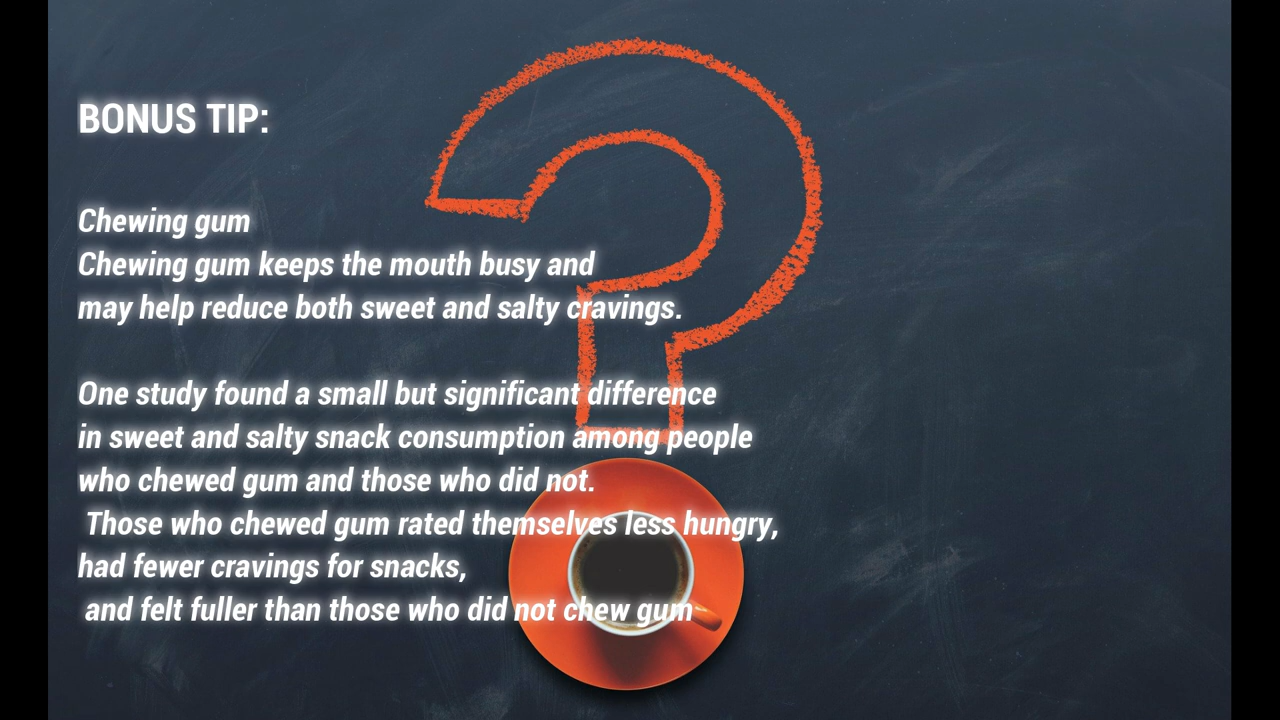 BONUS TIP:
Chewing gum
Chewing gum keeps the mouth busy and
may help reduce both sweet and salty cravings.
One study found a small but significant difference
in sweet and salty snack consumption among people
who chewed gum and those who did not.
Those who chewed gum rated themselves less hungry,
had fewer cravings for snacks,
and felt fuller than those who did not chew gum